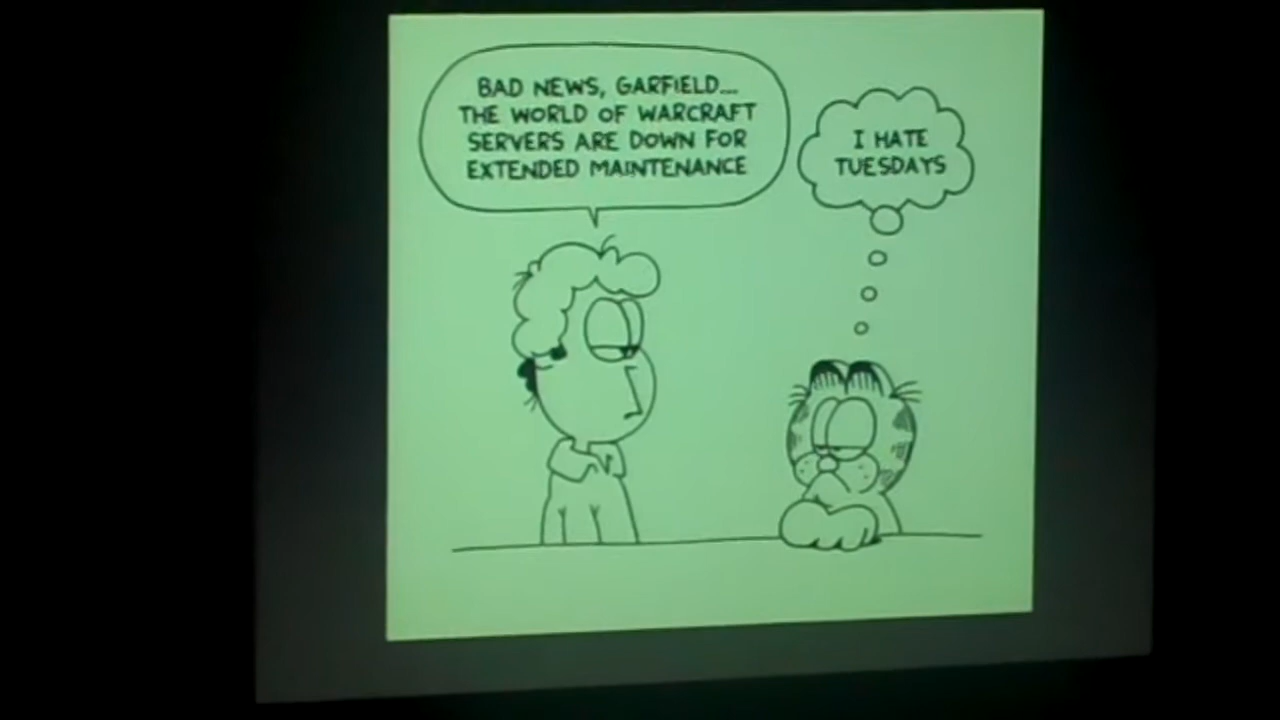 BAD NEWS, GARFIELD...
THE WORLD OF WARCRAFT
SERVERS ARE DOWN FOR
EXTENDED MAINTENANCE
I HATE
TUESDAYS